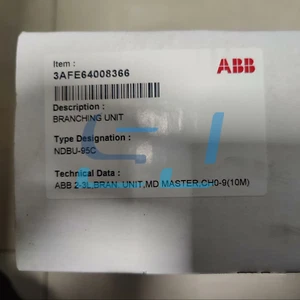 Item :
3AFE64008366
ABB
Description :
BRANCHING UNIT
Type Designation :
NDBU-95C
Technical Data :
ABB 2-3L,BRAN. UNIT,MD MASTER,CH0-9(10M)